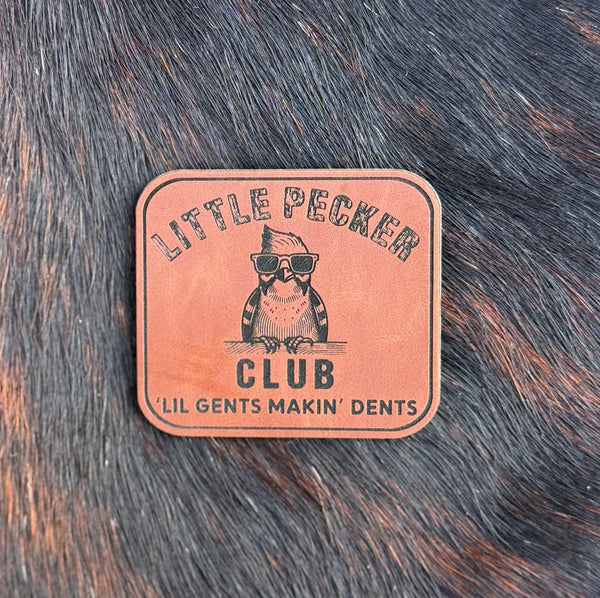 LITTLE PECKER
CLUB
'LIL GENTS MAKIN' DENTS